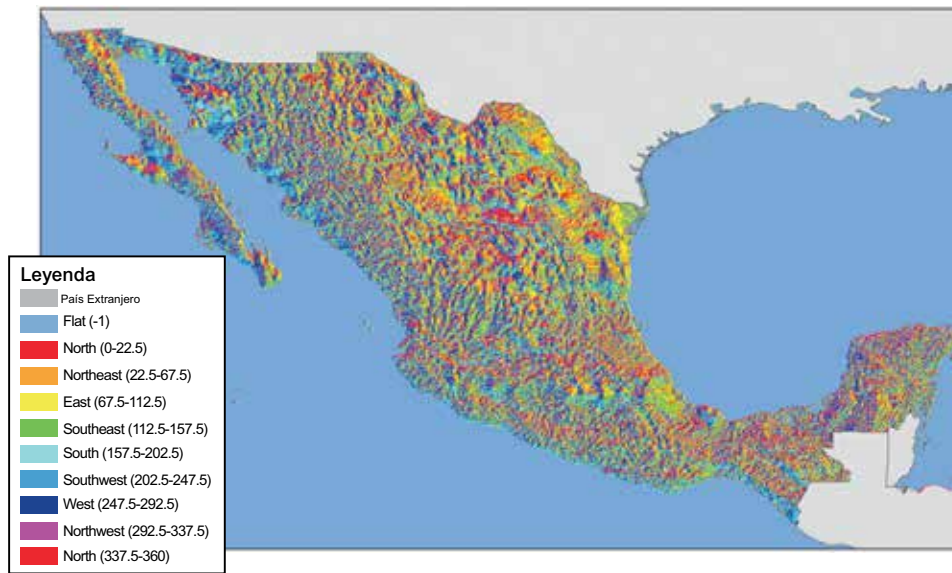 Leyenda
País Extranjero
Flat (-1)
North (0-22.5)
Northeast (22.5-67.5)
East (67.5-112.5)
Southeast (112.5-157.5)
South (157.5-202.5)
Southwest (202.5-247.5)
West (247.5-292.5)
Northwest (292.5-337.5)
North (337.5-360)